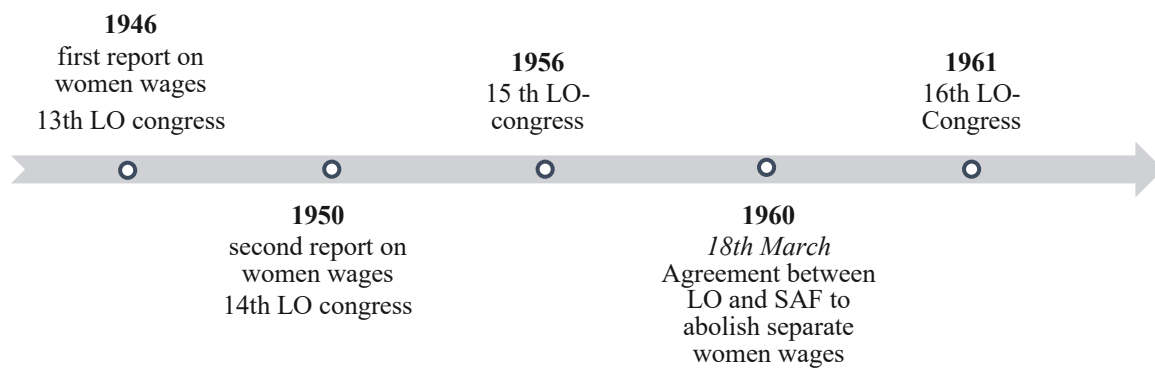 1946
first report on
women wages
13th LO congress
1950
second report on
women wages
14th LO congress
1956
15 th LO-
congress
1960
18th March
Agreement between
LO and SAF to
abolish separate
women wages
1961
16th LO-
Congress